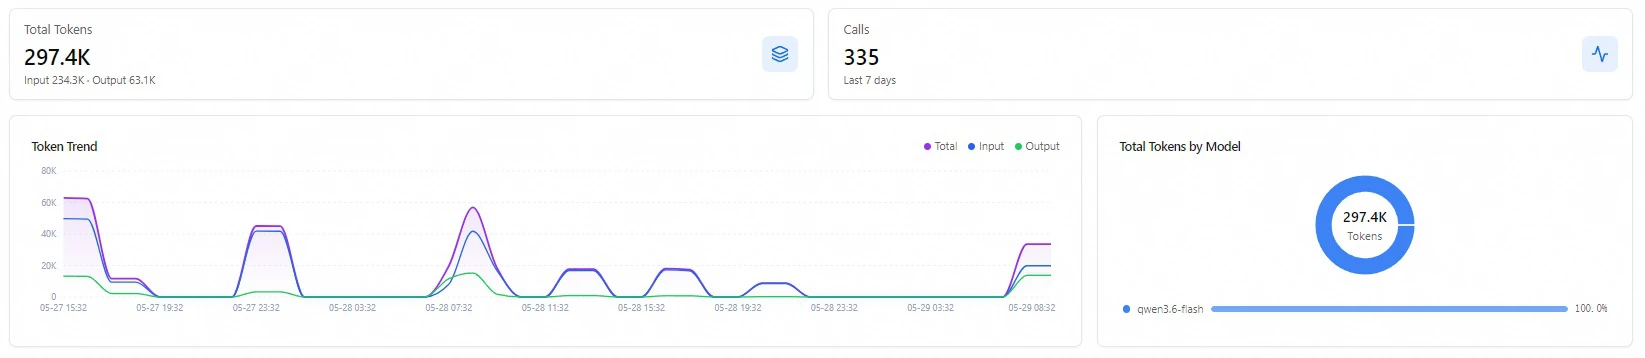 Total Tokens
297.4K
Input 234.3K · Output 63.1K
Calls
335
Last 7 days
Token Trend
Total Input Output
80K
60K
40K
20K
0
05-27 15:32 05-27 19:32 05-27 23:32 05-28 03:32 05-28 07:32 05-28 11:32 05-28 15:32 05-28 19:32 05-28 23:32 05-29 03:32 05-29 08:32
Total Tokens by Model
297.4K
Tokens
qwen3.6-flash 100. 0%